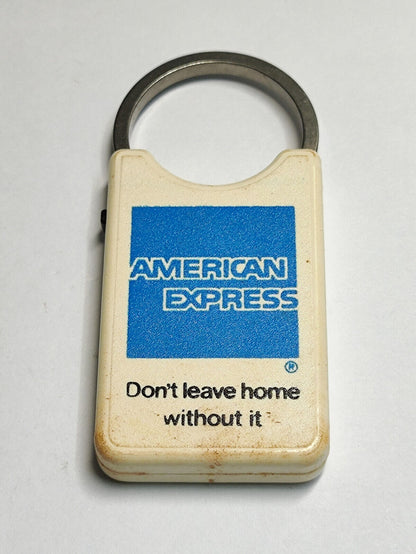 AMERICAN
EXPRESS
®
Don't leave home
without it